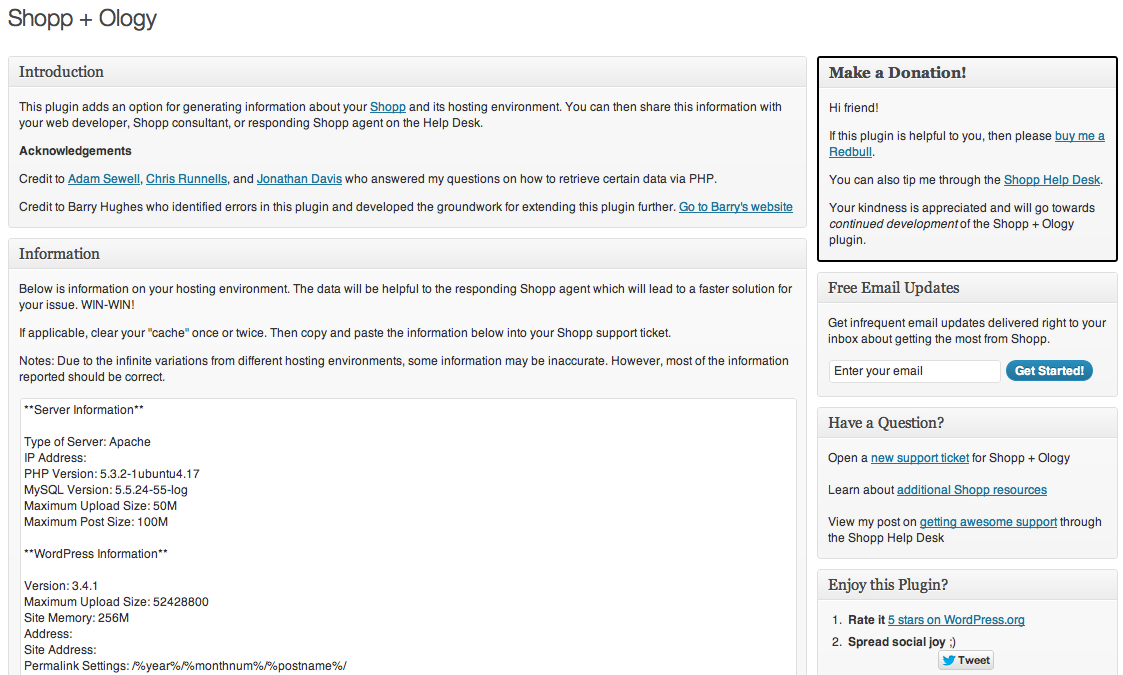 Shopp + Ology
Introduction
This plugin adds an option for generating information about your Shopp and its hosting environment. You can then share this information with
your web developer, Shopp consultant, or responding Shopp agent on the Help Desk.
Acknowledgements
Credit to Adam Sewell, Chris Runnells, and Jonathan Davis who answered my questions on how to retrieve certain data via PHP.
Credit to Barry Hughes who identified errors in this plugin and developed the groundwork for extending this plugin further. Go to Barry's website
Information
Below is information on your hosting environment. The data will be helpful to the responding Shopp agent which will lead to a faster solution for
your issue. WIN-WIN!
If applicable, clear your "cache" once or twice. Then copy and paste the information below into your Shopp support ticket.
Notes: Due to the infinite variations from different hosting environments, some information may be inaccurate. However, most of the information
reported should be correct.
**Server Information**
Type of Server: Apache
IP Address:
PHP Version: 5.3.2-1ubuntu4.17
MySQL Version: 5.5.24-55-log
Maximum Upload Size: 50M
Maximum Post Size: 100M
**WordPress Information**
Version: 3.4.1
Maximum Upload Size: 52428800
Site Memory: 256M
Address:
Site Address:
Permalink Settings: /%year%/%monthnum%/%postname%/
Make a Donation!
Hi friend!
If this plugin is helpful to you, then please buy me a
Redbull.
You can also tip me through the Shopp Help Desk.
Your kindness is appreciated and will go towards
continued development of the Shopp + Ology
plugin.
Free Email Updates
Get infrequent email updates delivered right to your
inbox about getting the most from Shopp.
Enter your email Get Started!
Have a Question?
Open a new support ticket for Shopp + Ology
Learn about additional Shopp resources
View my post on getting awesome support through
the Shopp Help Desk
Enjoy this Plugin?
1. Rate it 5 stars on WordPress.org
2. Spread social joy ;)
Tweet